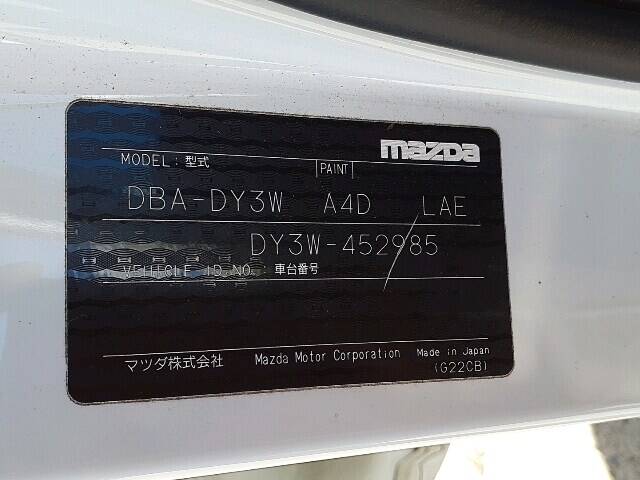 mazda
MODEL:型式 PAINT
DBA-DY3W A4D LAE
DY3W-452985
VEHICLE ID.NO.:車台番号
マツダ株式会社 Mazda Motor Corporation Made in Japan
(G22CB)